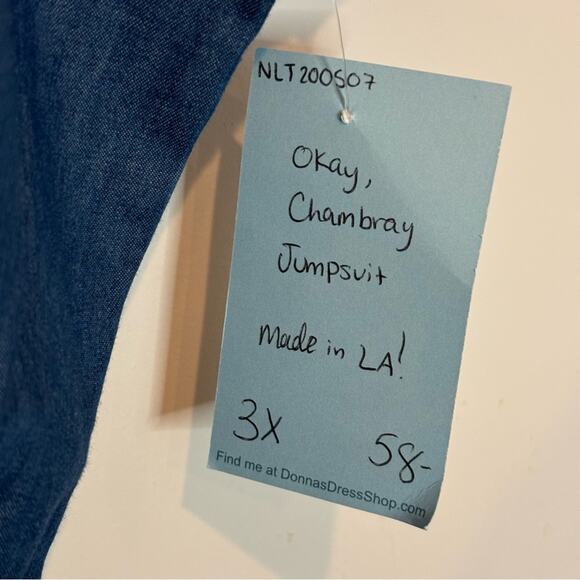 NLT200S07
Okay,
Chambray
Jumpsuit
Made in LA!
3X 58-
Find me at DonnasDressShop.com